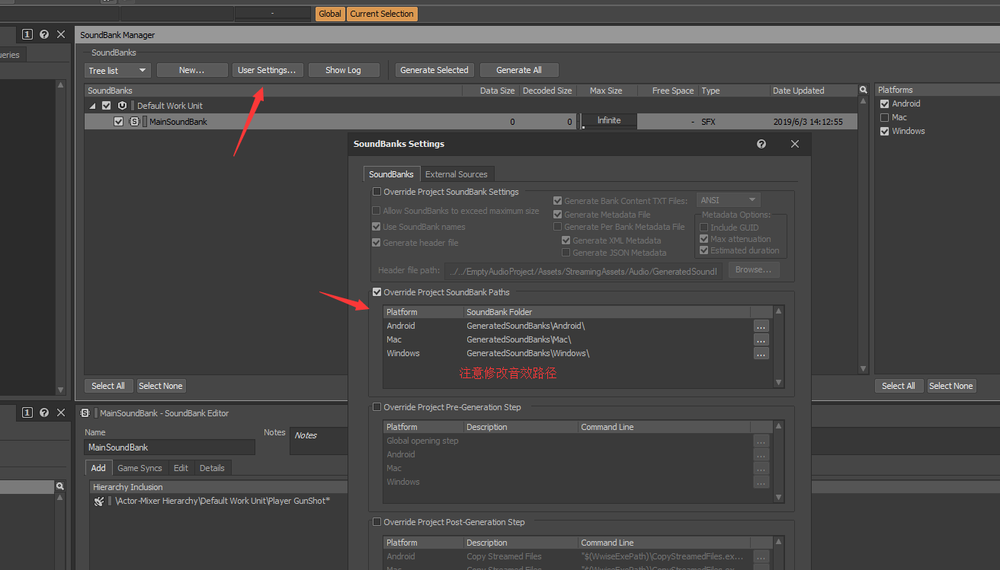 -
Global Current Selection
1
SoundBank Manager
SoundBanks
Tree list New... User Settings... Show Log Generate Selected Generate All
SoundBanks Data Size Decoded Size Max Size Free Space Type Date Updated
Default Work Unit
MainSoundBank 0 0 Infinite - SFX 2019/6/3 14:12:55
Platforms
Android
Mac
Windows
SoundBanks Settings
SoundBanks External Sources
Override Project SoundBank Settings
Allow SoundBanks to exceed maximum size
Use SoundBank names
Generate header file
Generate Bank Content TXT Files: ANSI
Generate Metadata File
Generate Per Bank Metadata File
Generate XML Metadata
Generate JSON Metadata
Metadata Options:
Include GUID
Max attenuation
Estimated duration
Header file path: ../../EmptyAudioProject/Assets/StreamingAssets/Audio/GeneratedSoundI Browse...
Override Project SoundBank Paths
Platform SoundBank Folder
Android GeneratedSoundBanks\Android\ ...
Mac GeneratedSoundBanks\Mac\ ...
Windows GeneratedSoundBanks\Windows\ ...
注意修改音效路径
Select All Select None
Select All Select None
Override Project Pre-Generation Step
Platform Description Command Line
Global opening step ...
Android ...
Mac ...
Windows ...
Override Project Post-Generation Step
Platform Description Command Line
Android Copy Streamed Files "$(WwiseExePath)\CopyStreamedFiles.ex... ...
1
MainSoundBank - SoundBank Editor
Name Notes
MainSoundBank Notes
Add Game Syncs Edit Details
Hierarchy Inclusion
\Actor-Mixer Hierarchy\Default Work Unit\Player GunShot*